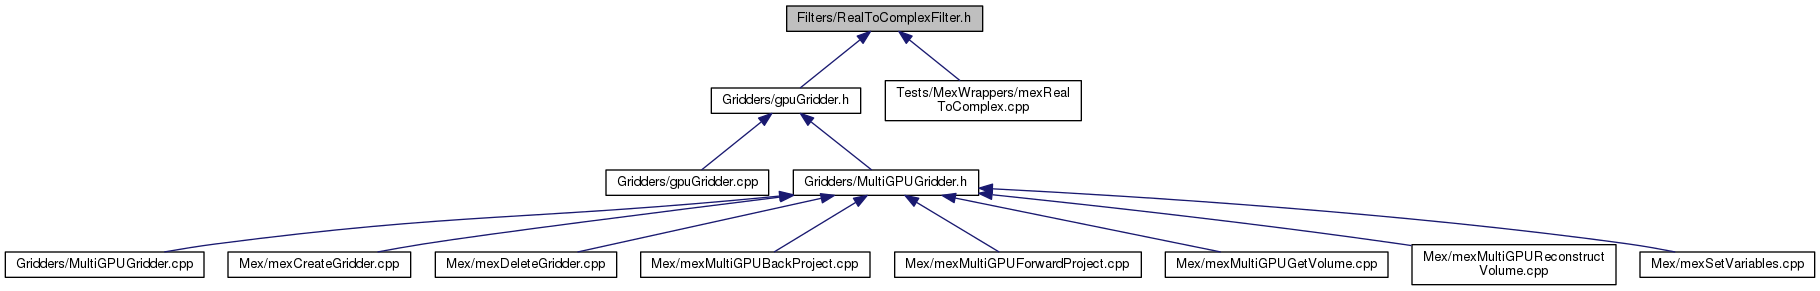 Filters/RealToComplexFilter.h
Gridders/gpuGridder.h
Tests/MexWrappers/mexReal
ToComplex.cpp
Gridders/gpuGridder.cpp
Gridders/MultiGPUGridder.h
Gridders/MultiGPUGridder.cpp
Mex/mexCreateGridder.cpp
Mex/mexDeleteGridder.cpp
Mex/mexMultiGPUBackProject.cpp
Mex/mexMultiGPUForwardProject.cpp
Mex/mexMultiGPUGetVolume.cpp
Mex/mexMultiGPUReconstruct
Volume.cpp
Mex/mexSetVariables.cpp